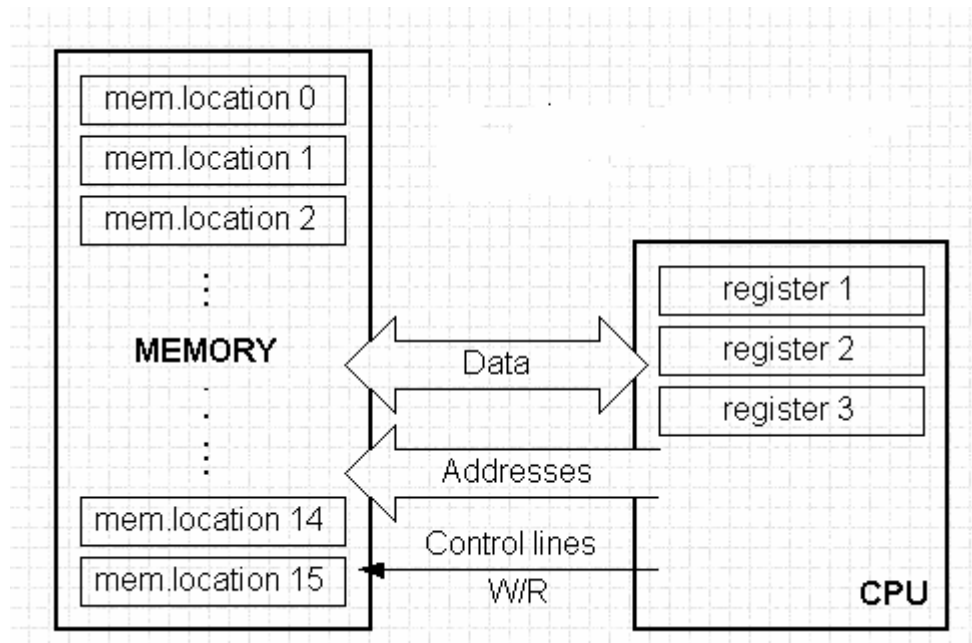 mem.location 0
mem.location 1
mem.location 2
MEMORY
mem.location 14
mem.location 15
Data
Addresses
Control lines
W/R
register 1
register 2
register 3
CPU